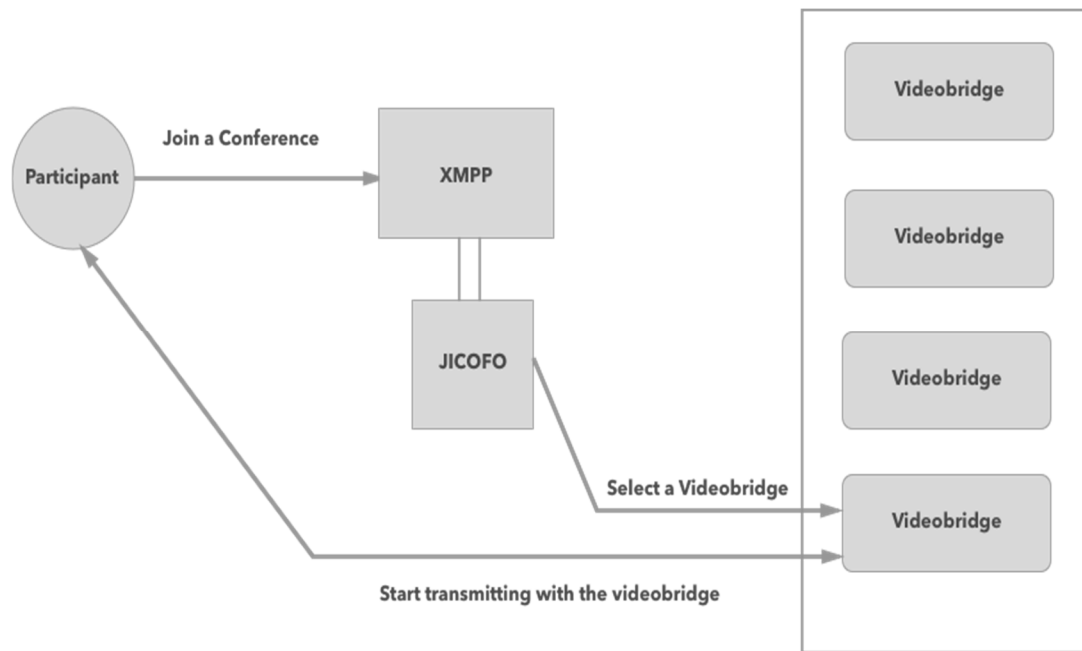 Videobridge
Join a Conference
Participant
XMPP
Videobridge
JICOFO
Videobridge
Select a Videobridge
Videobridge
Start transmitting with the videobridge